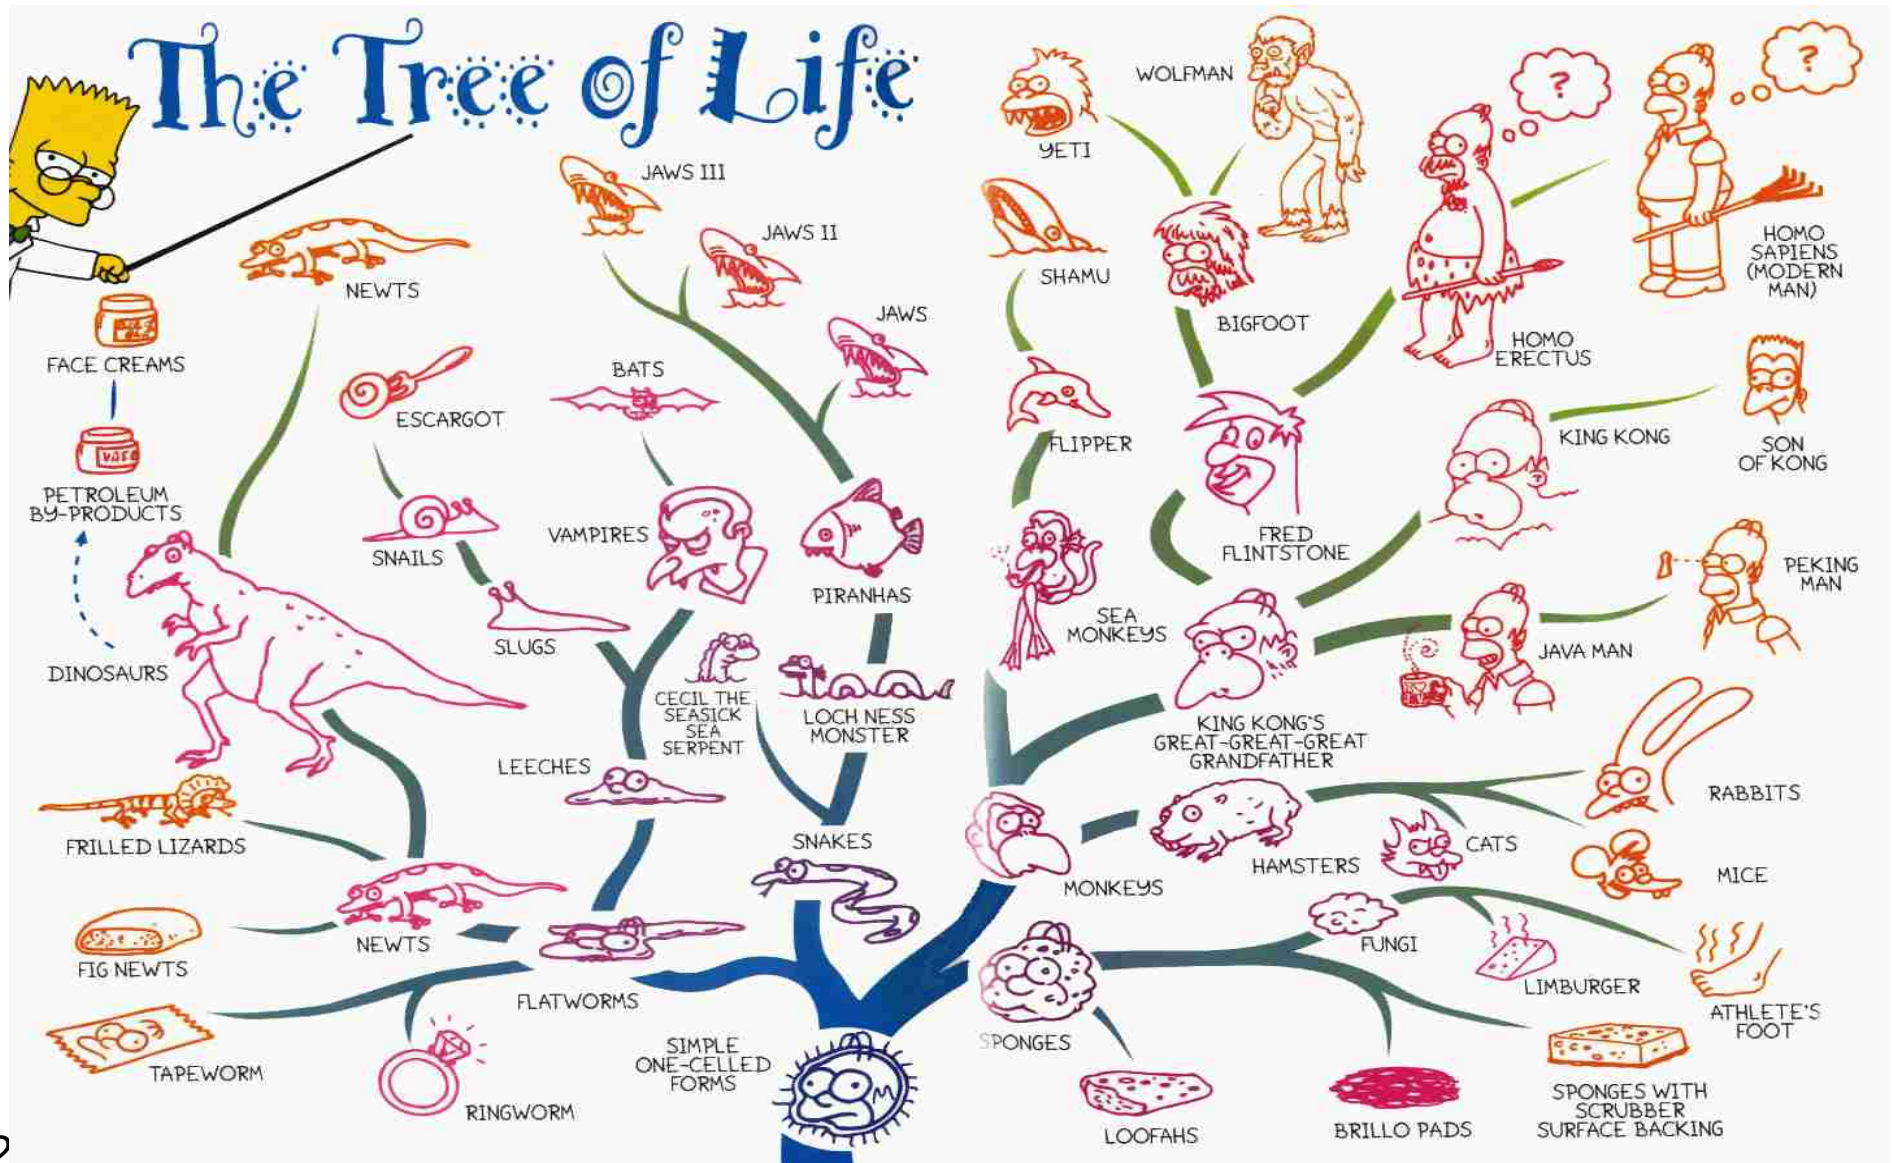 The Tree of Life
YETI
WOLFMAN
?
?
JAWS III
JAWS II
JAWS
SHAMU
BIGFOOT
HOMO
ERECTUS
HOMO
SAPIENS
(MODERN
MAN)
NEWTS
FACE CREAMS
ESCARGOT
BATS
FLIPPER
FRED
FLINTSTONE
KING KONG
SON
OF KONG
VASE
PETROLEUM
BY-PRODUCTS
SNAILS
VAMPIRES
PIRANHAS
SEA
MONKEYS
JAVA MAN
PEKING
MAN
DINOSAURS
SLUGS
CECIL THE
SEASICK
SEA
SERPENT
LOCH NESS
MONSTER
KING KONG'S
GREAT-GREAT-GREAT
GRANDFATHER
LEECHES
FRILLED LIZARDS
SNAKES
MONKEYS
HAMSTERS
CATS
RABBITS
MICE
FIG NEWTS
NEWTS
FLATWORMS
SPONGES
FUNGI
LIMBURGER
ATHLETE'S
FOOT
TAPEWORM
RINGWORM
SIMPLE
ONE-CELLED
FORMS
LOOFAHS
BRILLO PADS
SPONGES WITH
SCRUBBER
SURFACE BACKING